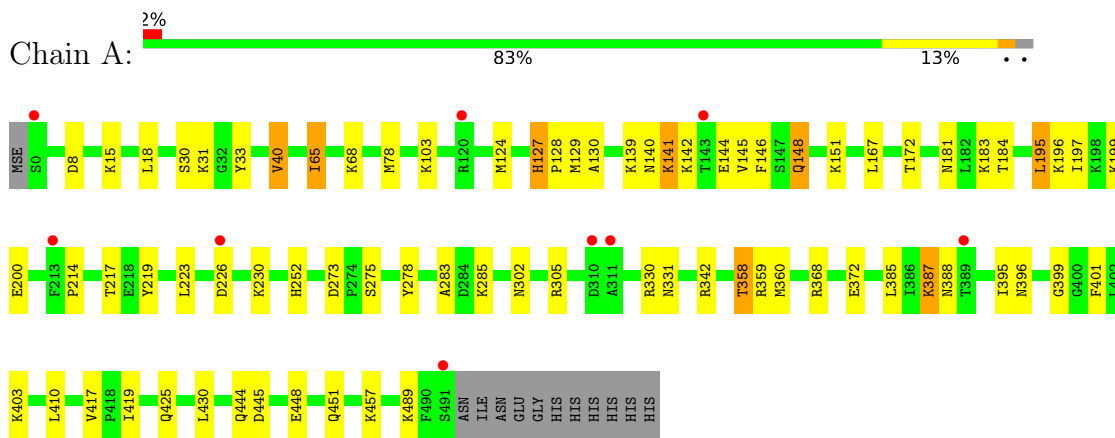 2%
Chain A:
83% 13% • •
MSE S0 D8 K15 L18 S30 K31 G32 Y33 V40 I65 K68 M78 K103 R120 M124 H127 P128 M129 A130 K139 N140 K141 K142 T143 E144 V145 F146 S147 Q148 K151 L167 T172 N181 L182 K183 T184 L195 K196 I197 K198 K199
E200 F213 P214 T217 E218 Y219 L223 D226 K230 H252 D273 P274 S275 Y278 A283 D284 K285 N302 R305 D310 A311 R330 N331 R342 T358 R359 M360 R368 E372 L385 I386 K387 N388 T389 I395 N396 G399 G400 F401 L402
K403 L410 V417 P418 I419 Q425 L430 Q444 D445 E448 Q451 K457 K489 F490 S491 ASN ILE ASN GLU GLY HIS HIS HIS HIS HIS HIS